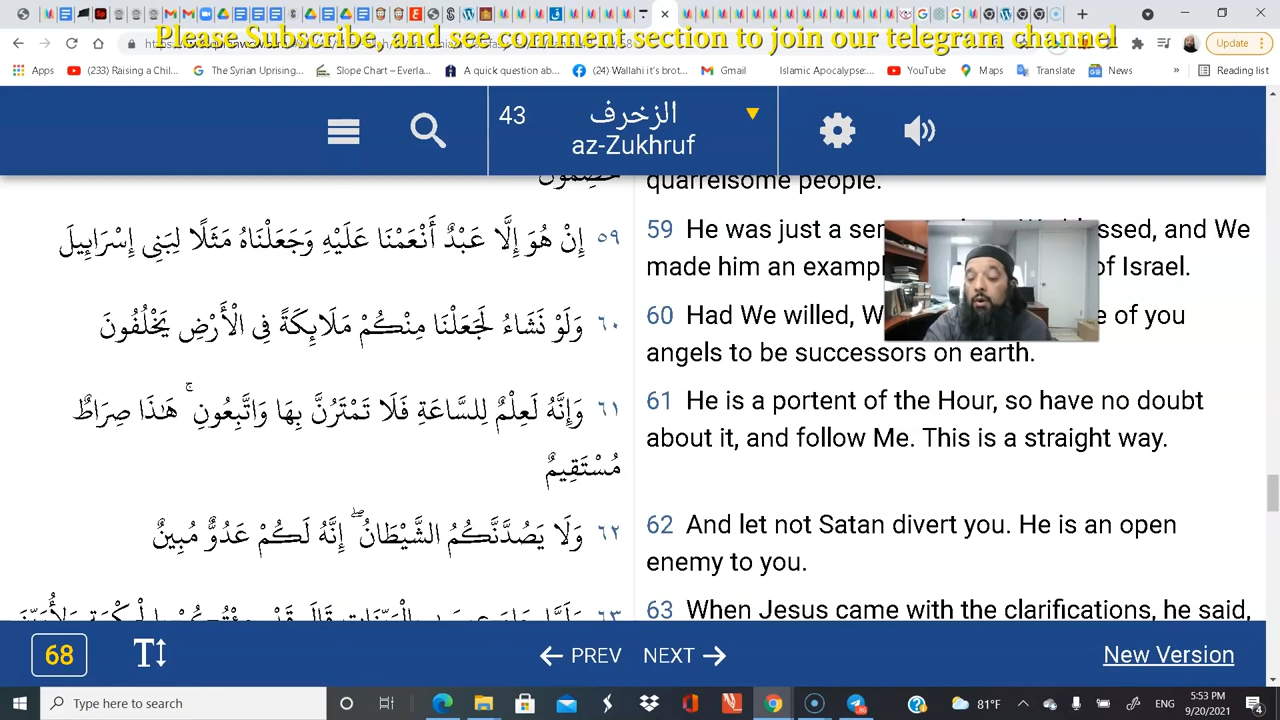 Please Subscribe, and see comment section to join our telegram channel
Update
Apps
(233) Raising a Chil...
The Syrian Uprising...
Slope Chart – Everla...
A quick question ab...
(24) Wallahi it's brot...
Gmail
Islamic Apocalypse:...
YouTube
Maps
Translate
News
»
Reading list
43
الزخرف
az-Zukhruf
quarrelsome people.
٥٩ إِنْ هُوَ إِلَّا عَبْدٌ أَنْعَمْنَا عَلَيْهِ وَجَعَلْنَاهُ مَثَلًا لِبَنِى إِسْرَايِيلَ
59 He was just a ser
essed, and We
made him an examp
of Israel.
٦٠ وَلَوْ نَشَاءُ لَجَعَلْنَا مِنْكُمْ مَلَايِكَةً فِى الْأَرْضِ يَخْلُفُونَ
60 Had We willed, W
e of you
angels to be successors on earth.
٦١ وَإِنَّهُ لَعِلْمٌ لِلسَّاعَةِ فَلَا تَمْتَرُنَّ بِهَا وَاتَّبِعُونِ ۚ هَـٰذَا صِرَاطٌ
مُسْتَقِيمٌ
61 He is a portent of the Hour, so have no doubt
about it, and follow Me. This is a straight way.
٦٢ وَلَا يَصُدَّنَّكُمُ الشَّيْطَانُ ۖ إِنَّهُ لَكُمْ عَدُوٌّ مُبِينٌ
62 And let not Satan divert you. He is an open
enemy to you.
٦٣
63 When Jesus came with the clarifications, he said,
68
T
PREV
NEXT
New Version
Type here to search
81°F
ENG
5:53 PM
9/20/2021